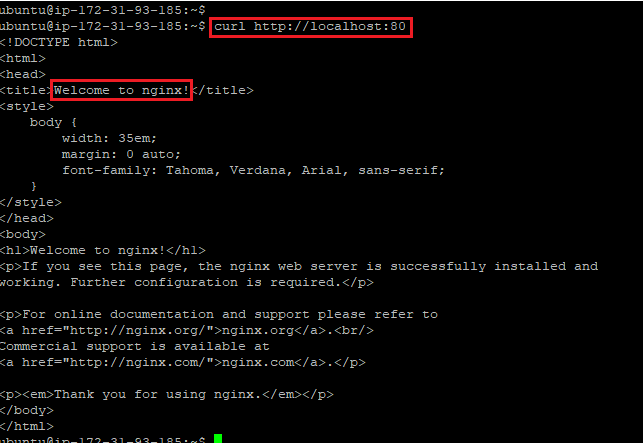 ubuntu@ip-172-31-93-185:~$
ubuntu@ip-172-31-93-185:~$ curl http://localhost:80
<!DOCTYPE html>
<html>
<head>
<title>Welcome to nginx!</title>
<style>
    body {
        width: 35em;
        margin: 0 auto;
        font-family: Tahoma, Verdana, Arial, sans-serif;
    }
</style>
</head>
<body>
<h1>Welcome to nginx!</h1>
<p>If you see this page, the nginx web server is successfully installed and
working. Further configuration is required.</p>

<p>For online documentation and support please refer to
<a href="http://nginx.org/">nginx.org</a>.<br/>
Commercial support is available at
<a href="http://nginx.com/">nginx.com</a>.</p>

<p><em>Thank you for using nginx.</em></p>
</body>
</html>
ubuntu@ip-172-31-93-185:~$